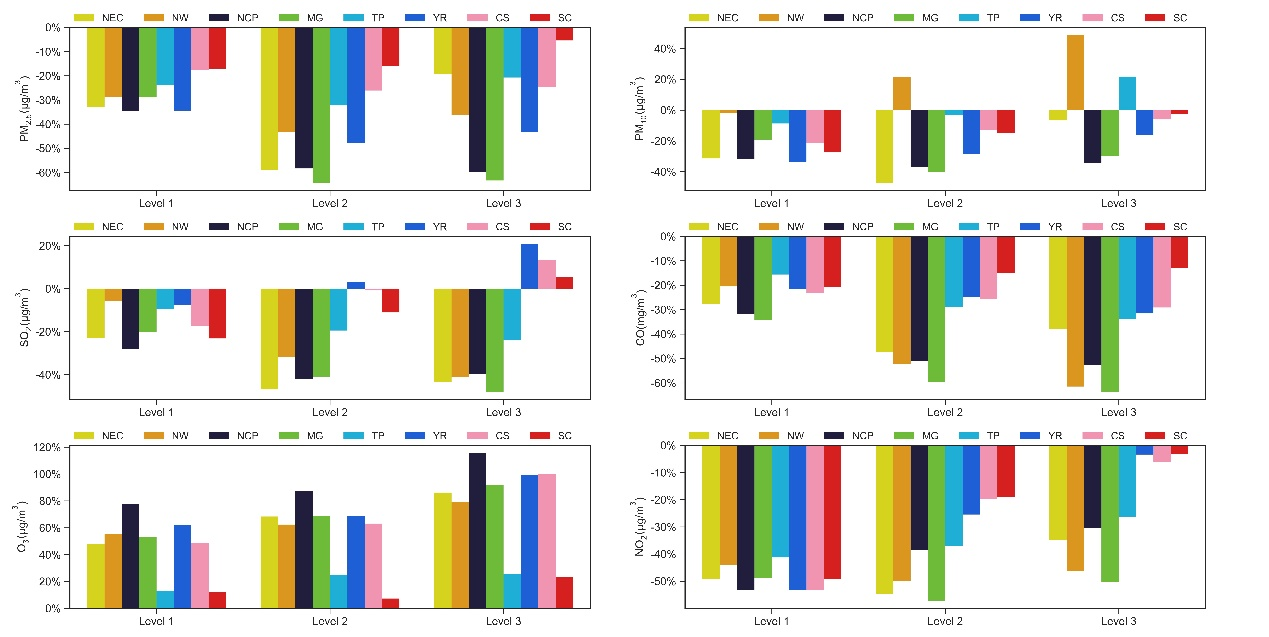 NEC NW NCP MG TP YR CS SC
0%
-10%
-20%
-30%
-40%
-50%
-60%
PM2.5(μg/m3)
Level 1 Level 2 Level 3
NEC NW NCP MG TP YR CS SC
40%
20%
0%
-20%
-40%
PM10(μg/m3)
Level 1 Level 2 Level 3
NEC NW NCP MG TP YR CS SC
20%
0%
-20%
-40%
SO2(μg/m3)
Level 1 Level 2 Level 3
NEC NW NCP MG TP YR CS SC
0%
-10%
-20%
-30%
-40%
-50%
-60%
CO(mg/m3)
Level 1 Level 2 Level 3
NEC NW NCP MG TP YR CS SC
120%
100%
80%
60%
40%
20%
0%
O3(μg/m3)
Level 1 Level 2 Level 3
NEC NW NCP MG TP YR CS SC
0%
-10%
-20%
-30%
-40%
-50%
NO2(μg/m3)
Level 1 Level 2 Level 3